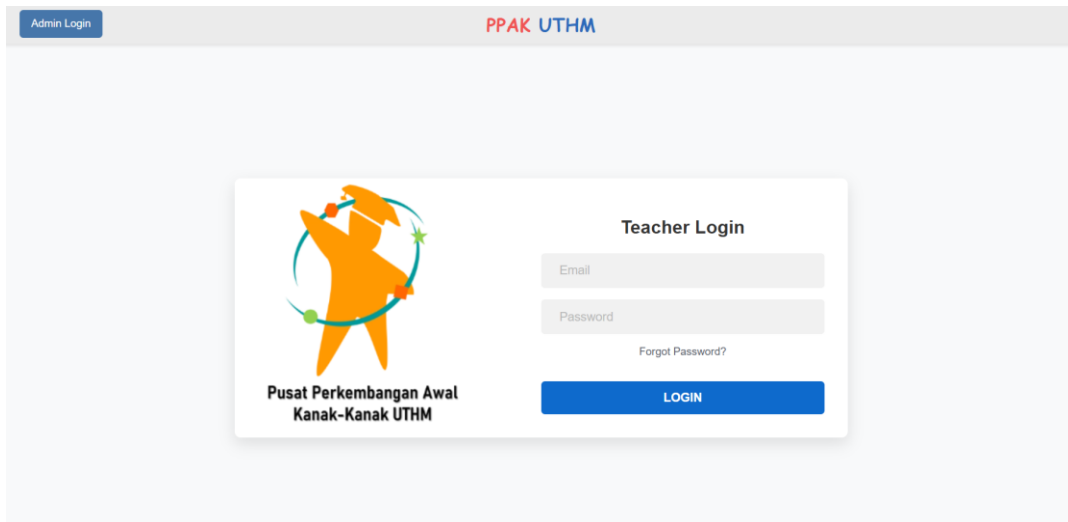 Admin Login
PPAK UTHM
Teacher Login
Email
Password
Forgot Password?
LOGIN
Pusat Perkembangan Awal
Kanak-Kanak UTHM